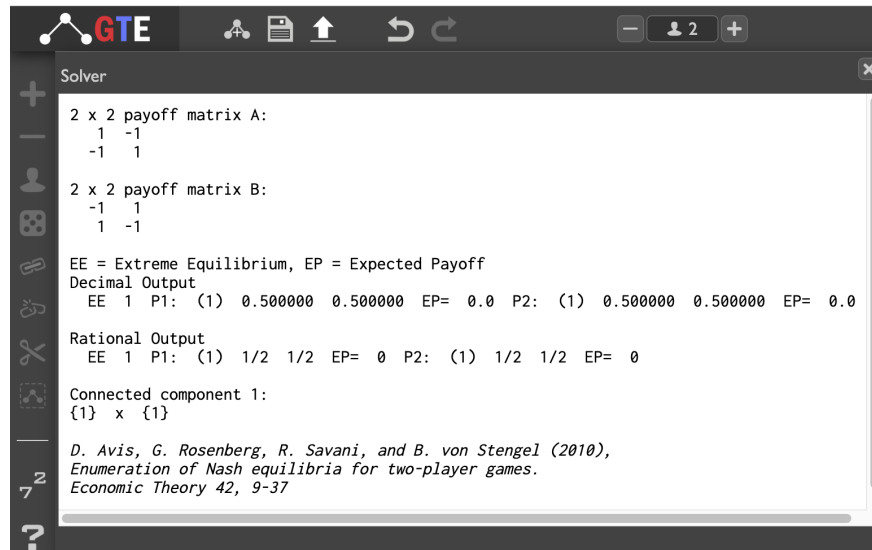 GTE
2
Solver
2 x 2 payoff matrix A:
1 -1
-1 1
2 x 2 payoff matrix B:
-1 1
1 -1
EE = Extreme Equilibrium, EP = Expected Payoff
Decimal Output
EE 1 P1: (1) 0.500000 0.500000 EP= 0.0 P2: (1) 0.500000 0.500000 EP= 0.0
Rational Output
EE 1 P1: (1) 1/2 1/2 EP= 0 P2: (1) 1/2 1/2 EP= 0
Connected component 1:
{1} x {1}
D. Avis, G. Rosenberg, R. Savani, and B. von Stengel (2010),
Enumeration of Nash equilibria for two-player games.
Economic Theory 42, 9-37
7 2
?